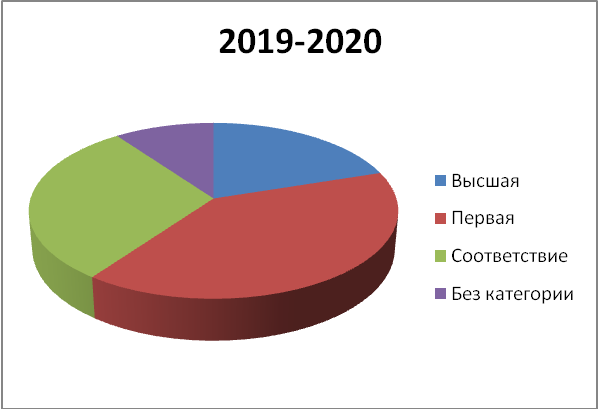 2019-2020
Высшая
Первая
Соответствие
Без категории